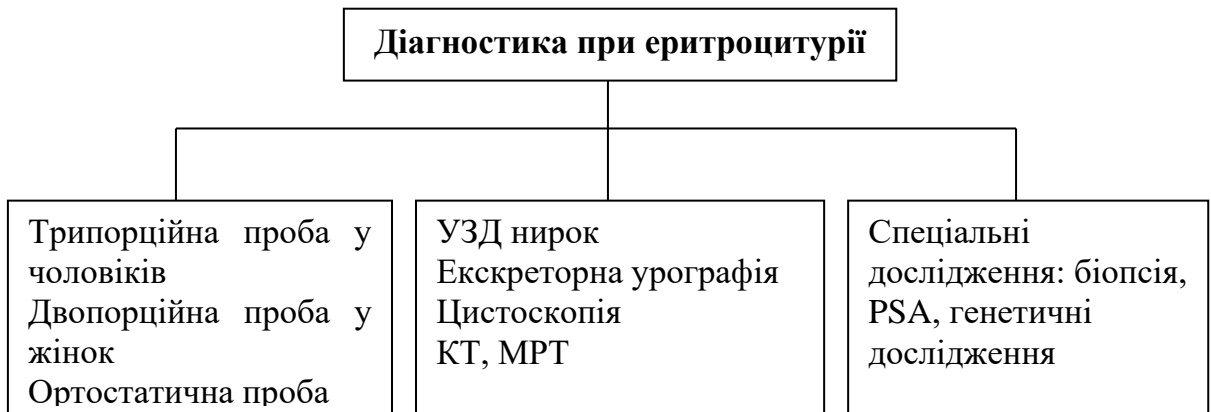 Діагностика при еритроцитурії
Трипорційна проба у
чоловіків
Двопорційна проба у
жінок
Ортостатична проба
УЗД нирок
Екскреторна урографія
Цистоскопія
КТ, МРТ
Спеціальні
дослідження: біопсія,
PSA, генетичні
дослідження